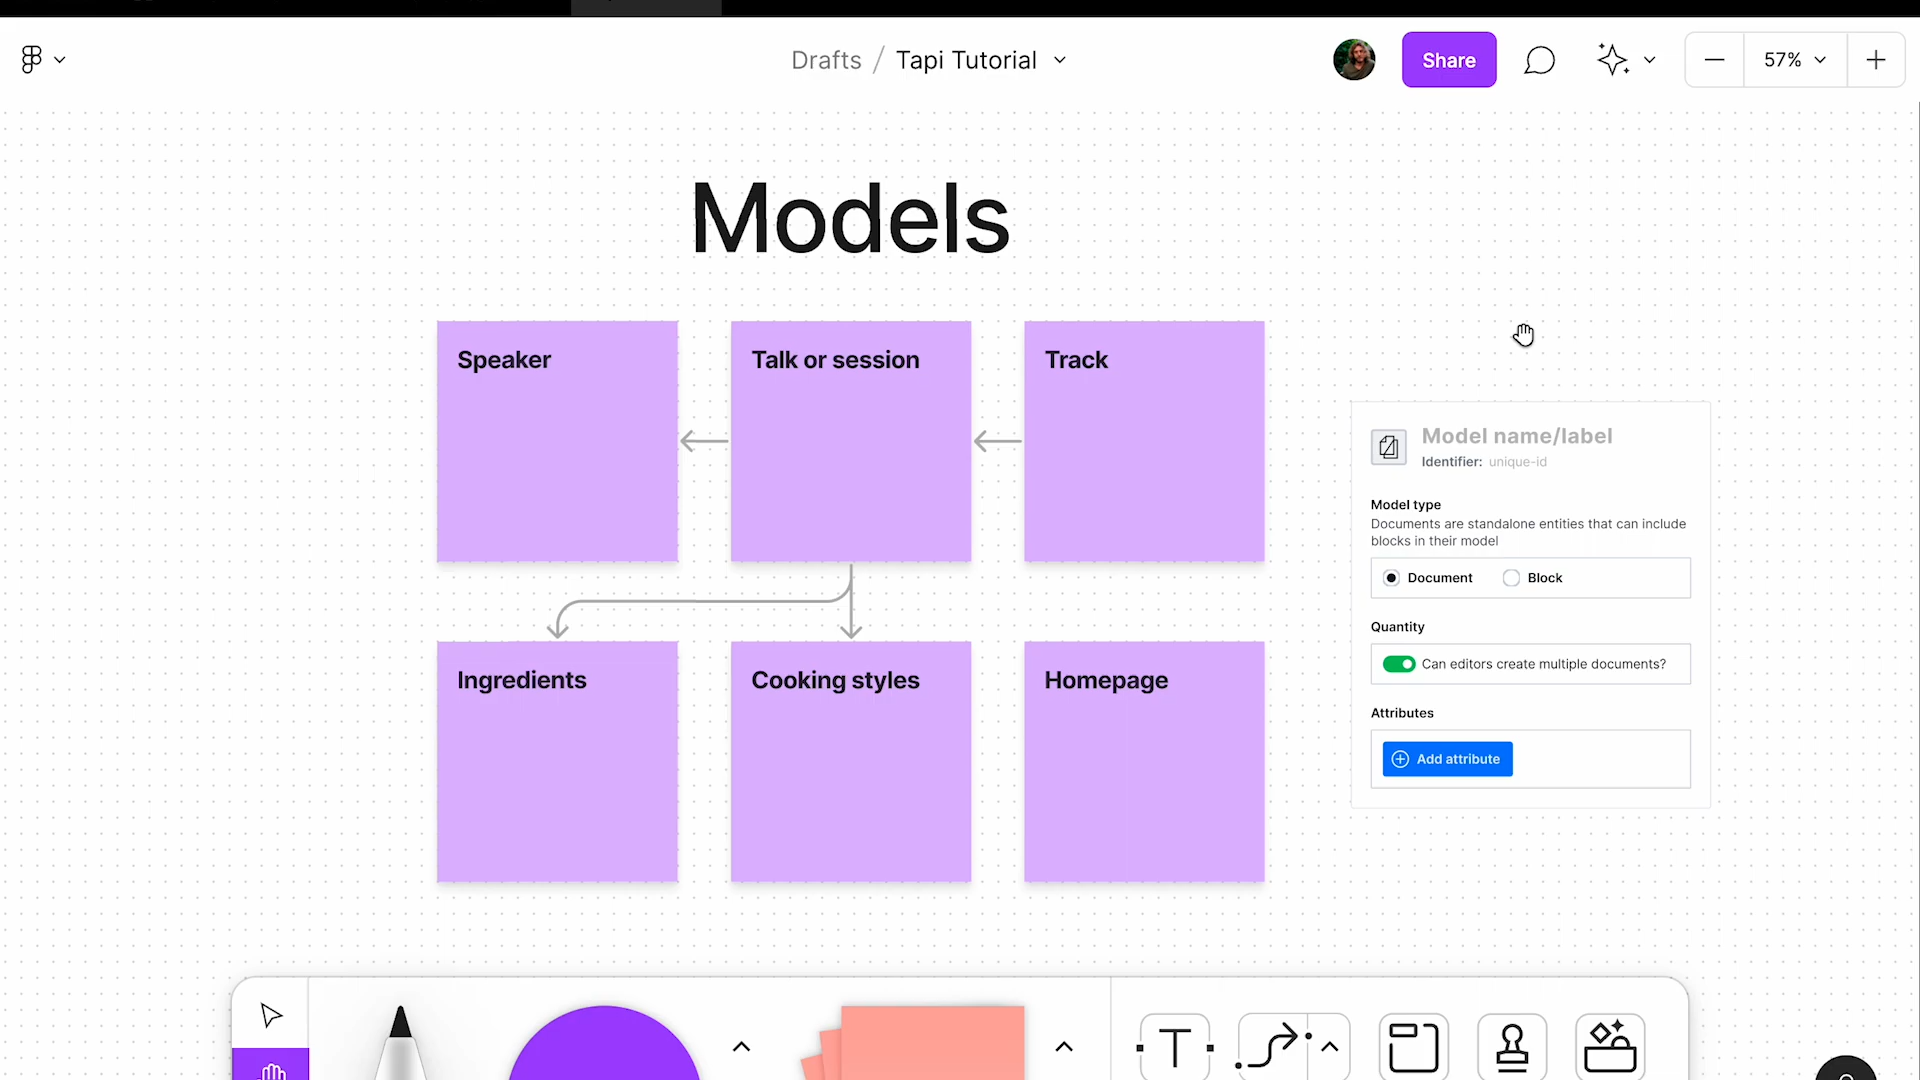 Drafts / Tapi Tutorial
Share
57%
Models
Speaker
Talk or session
Track
Model name/label
Identifier: unique-id
Model type
Documents are standalone entities that can include
blocks in their model
Document
Block
Quantity
Can editors create multiple documents?
Attributes
Add attribute
Ingredients
Cooking styles
Homepage
T